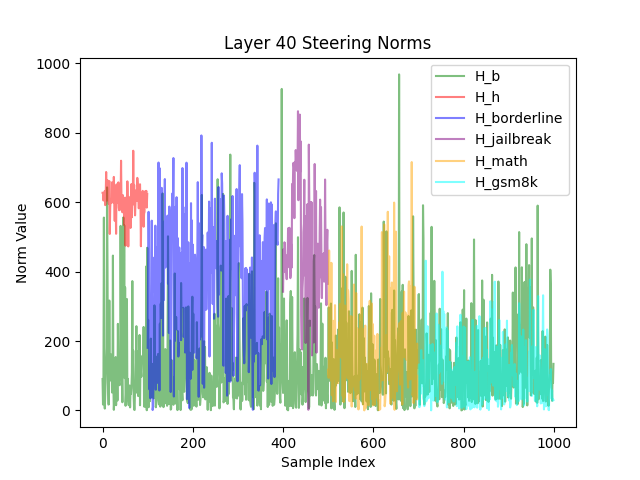 Layer 40 Steering Norms
Norm Value
1000
800
600
400
200
0
0
200
400
600
800
1000
Sample Index
H_b
H_h
H_borderline
H_jailbreak
H_math
H_gsm8k